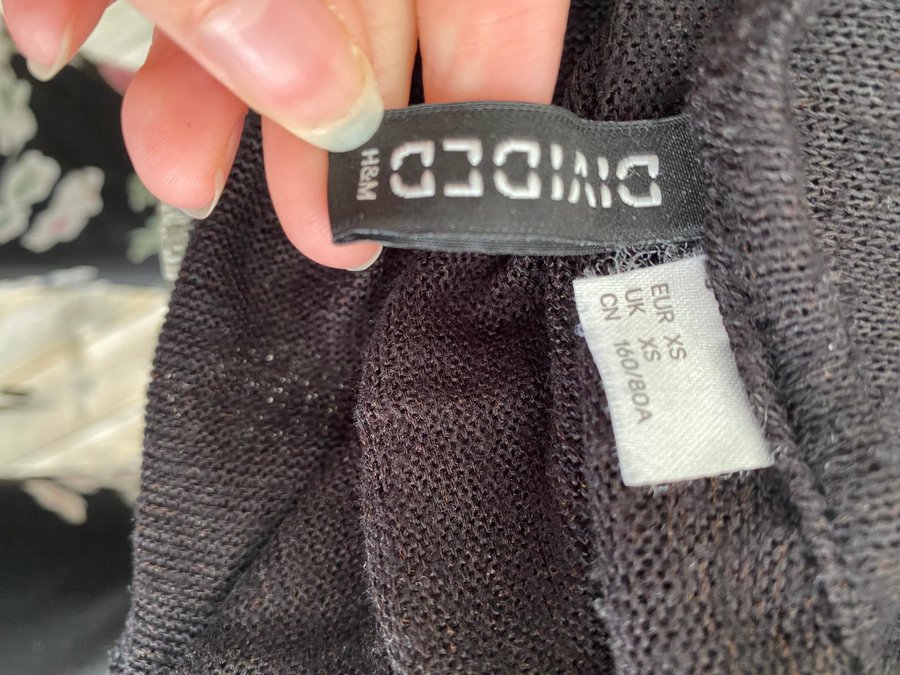 DIVIDED
H&M
EUR XS
UK XS
CN 160/80A